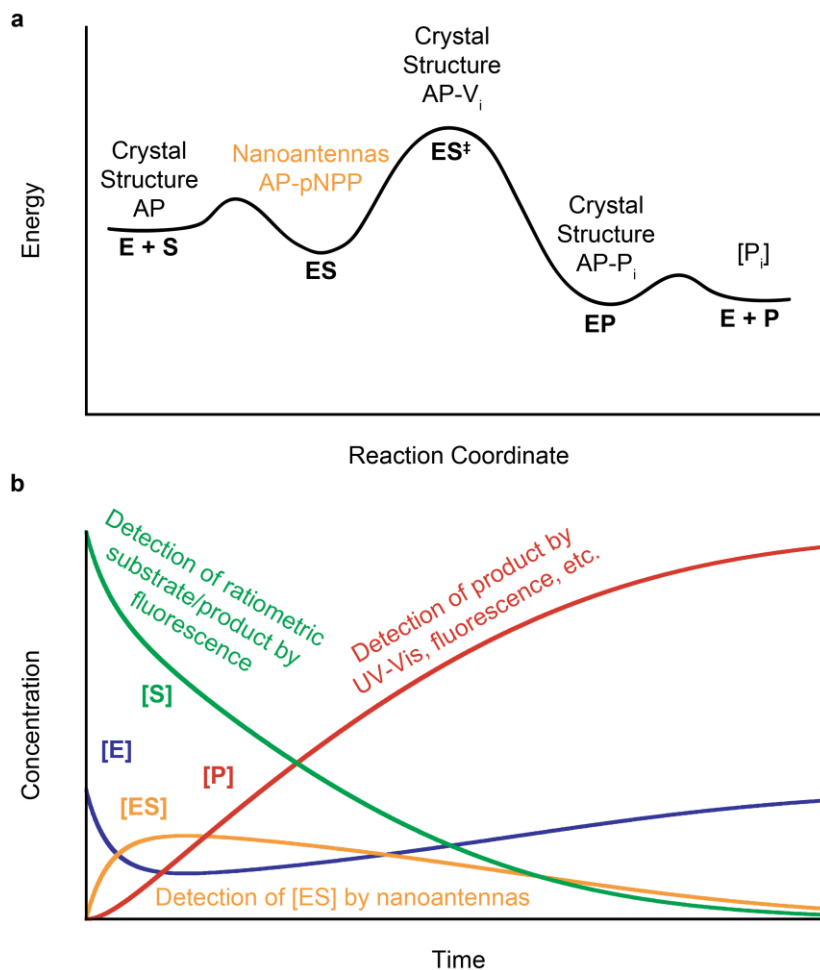 a
Crystal
Structure
AP-Vᵢ
Crystal
Structure
AP
Nanoantennas
AP-pNPP
ES‡
Crystal
Structure
AP-Pᵢ
[Pᵢ]
E + S
ES
EP
E + P
Energy
Reaction Coordinate
b
Detection of ratiometric
substrate/product by
fluorescence
Detection of product by
UV-Vis, fluorescence, etc.
[S]
[E]
[P]
[ES]
Detection of [ES] by nanoantennas
Concentration
Time